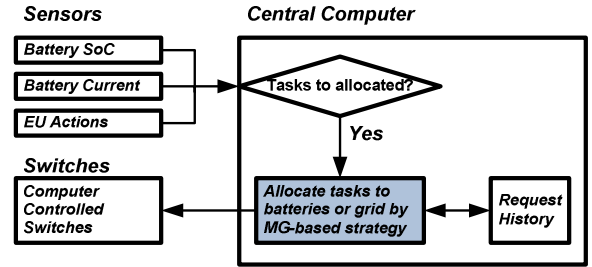 Sensors
Central Computer
Battery SoC
Battery Current
EU Actions
Tasks to allocated?
Yes
Switches
Computer
Controlled
Switches
Allocate tasks to
batteries or grid by
MG-based strategy
Request
History